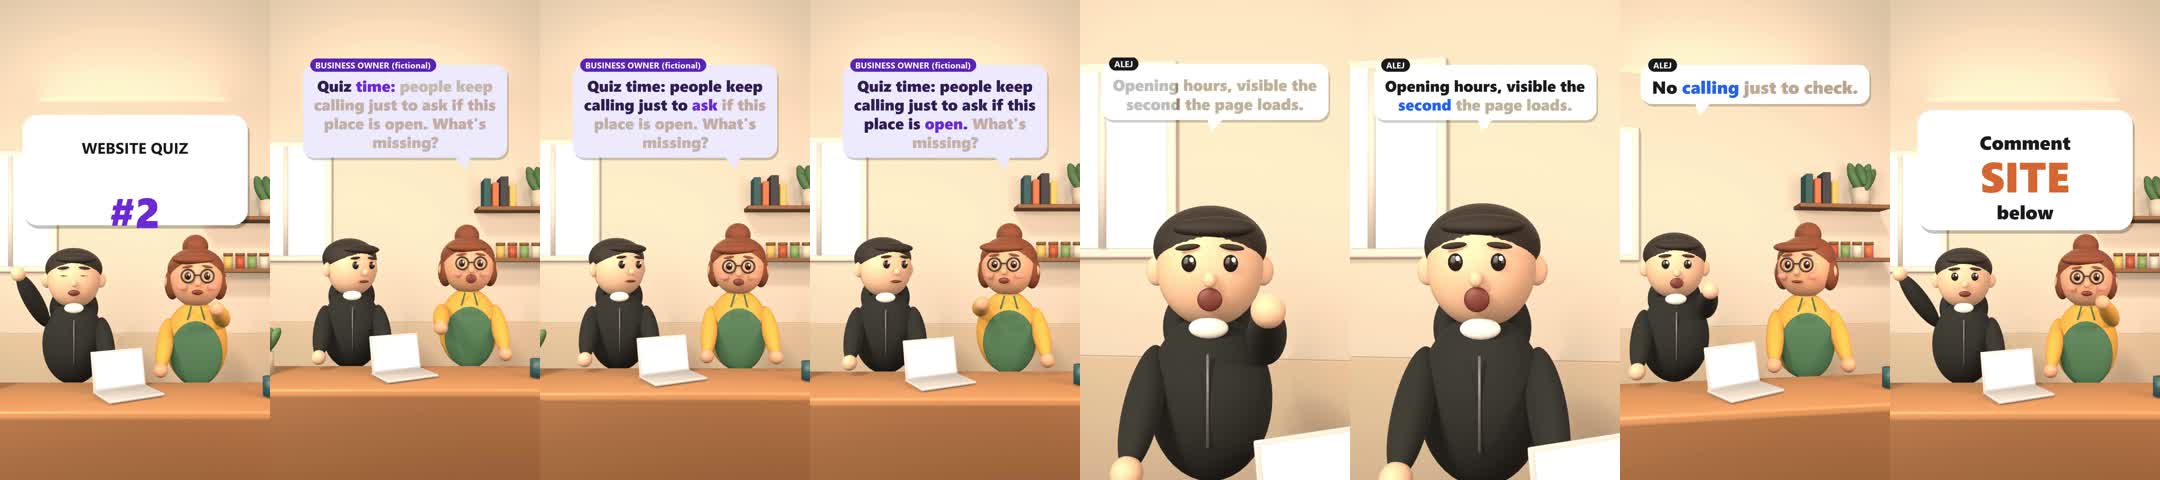 WEBSITE QUIZ
#2
BUSINESS OWNER (fictional)
Quiz time: people keep
calling just to ask if this
place is open. What's
missing?
BUSINESS OWNER (fictional)
Quiz time: people keep
calling just to ask if this
place is open. What's
missing?
BUSINESS OWNER (fictional)
Quiz time: people keep
calling just to ask if this
place is open. What's
missing?
ALEJ
Opening hours, visible the
second the page loads.
ALEJ
Opening hours, visible the
second the page loads.
ALEJ
No calling just to check.
Comment
SITE
below